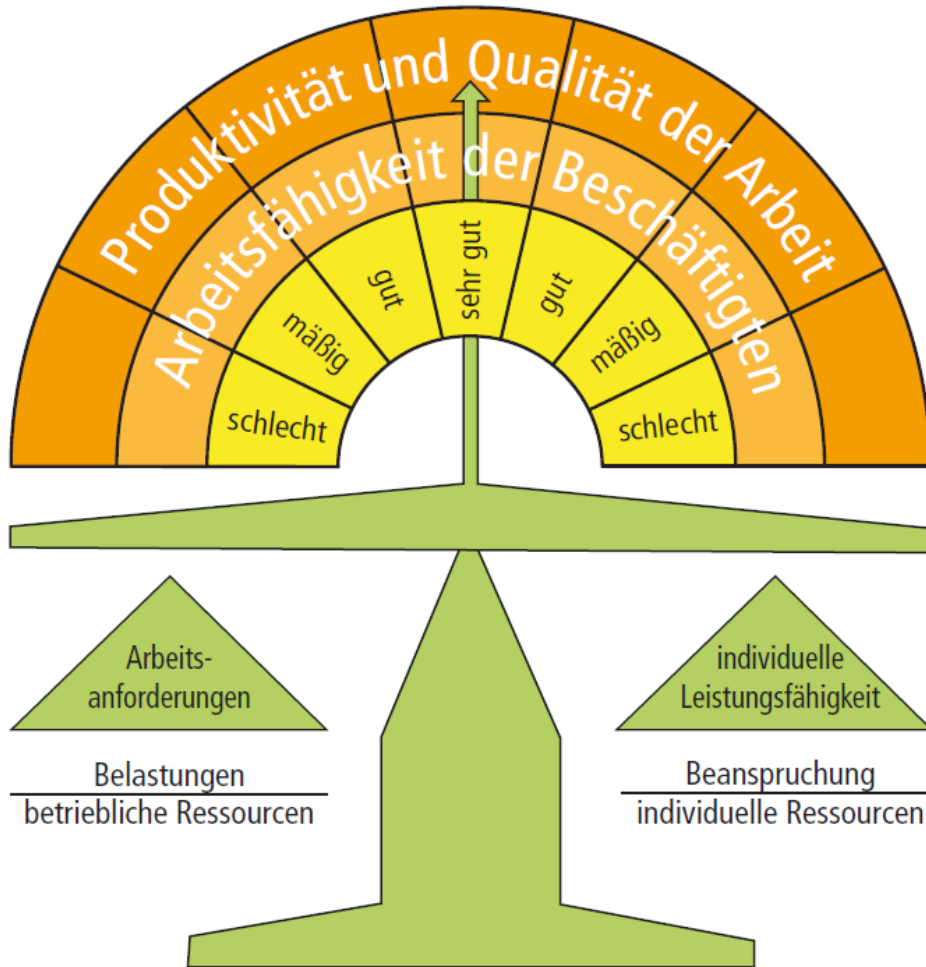 Produktivität und Qualität der Arbeit
Arbeitsfähigkeit der Beschäftigten
schlecht
mäßig
gut
sehr gut
gut
mäßig
schlecht
Arbeits-
anforderungen
individuelle
Leistungsfähigkeit
Belastungen
betriebliche Ressourcen
Beanspruchung
individuelle Ressourcen